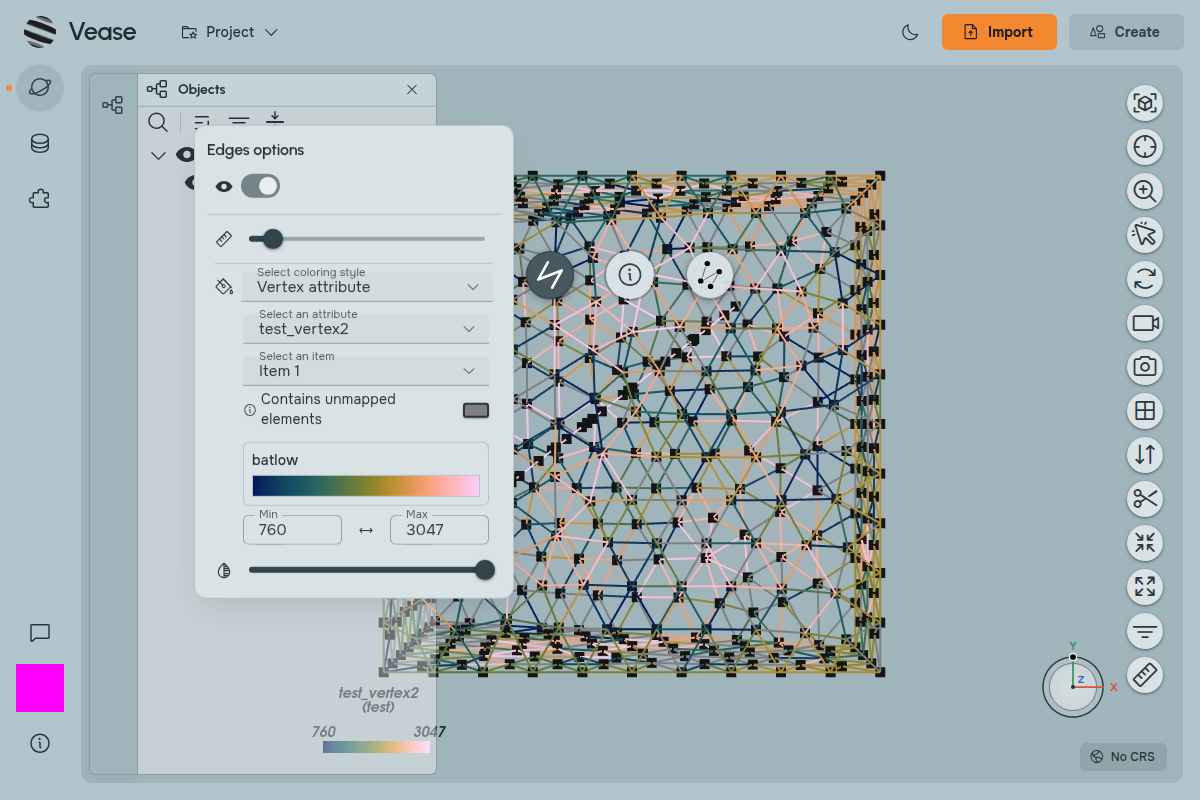 Vease
Project
Import
Create
Objects
Edges options
Select coloring style
Vertex attribute
Select an attribute
test_vertex2
Select an item
Item 1
Contains unmapped
elements
batlow
Min
760
Max
3047
test_vertex2
(test)
760
3047
Y
Z
X
No CRS